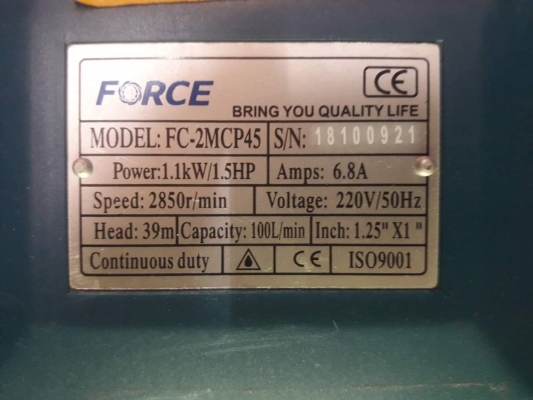 FORCE CE
BRING YOU QUALITY LIFE
MODEL: FC-2MCP45 S/N: 18100921
Power:1.1kW/1.5HP Amps: 6.8A
Speed: 2850r/min Voltage: 220V/50Hz
Head: 39m Capacity: 100L/min Inch: 1.25" X1 "
Continuous duty CE ISO9001